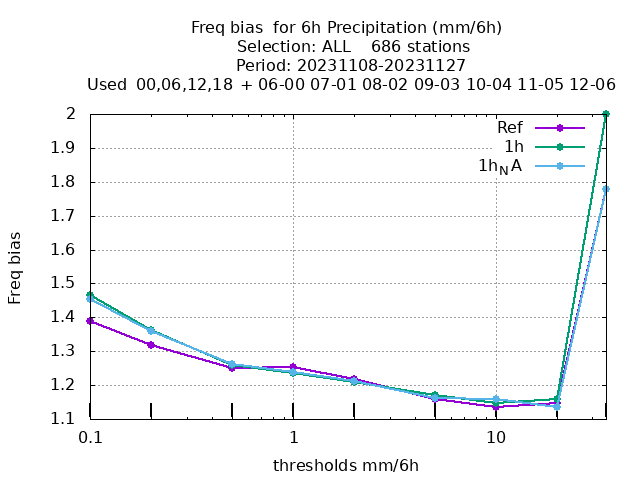 Freq bias  for 6h Precipitation (mm/6h)
Selection: ALL    686 stations
Period: 20231108-20231127
Used  00,06,12,18  + 06-00 07-01 08-02 09-03 10-04 11-05 12-06
2
1.9
1.8
1.7
1.6
1.5
1.4
1.3
1.2
1.1
Freq bias
Ref
1h
1h_NA
0.1 1 10
thresholds mm/6h